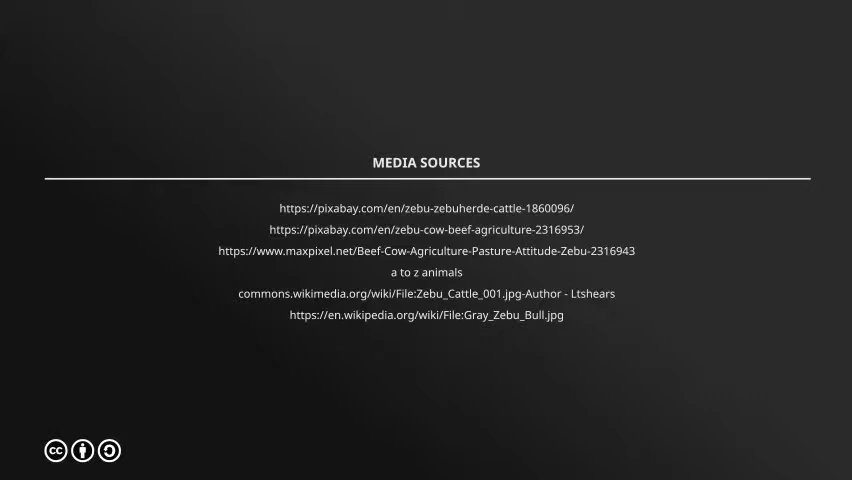 MEDIA SOURCES
https://pixabay.com/en/zebu-zebuherde-cattle-1860096/
https://pixabay.com/en/zebu-cow-beef-agriculture-2316953/
https://www.maxpixel.net/Beef-Cow-Agriculture-Pasture-Attitude-Zebu-2316943
a to z animals
commons.wikimedia.org/wiki/File:Zebu_Cattle_001.jpg-Author - Ltshears
https://en.wikipedia.org/wiki/File:Gray_Zebu_Bull.jpg
cc